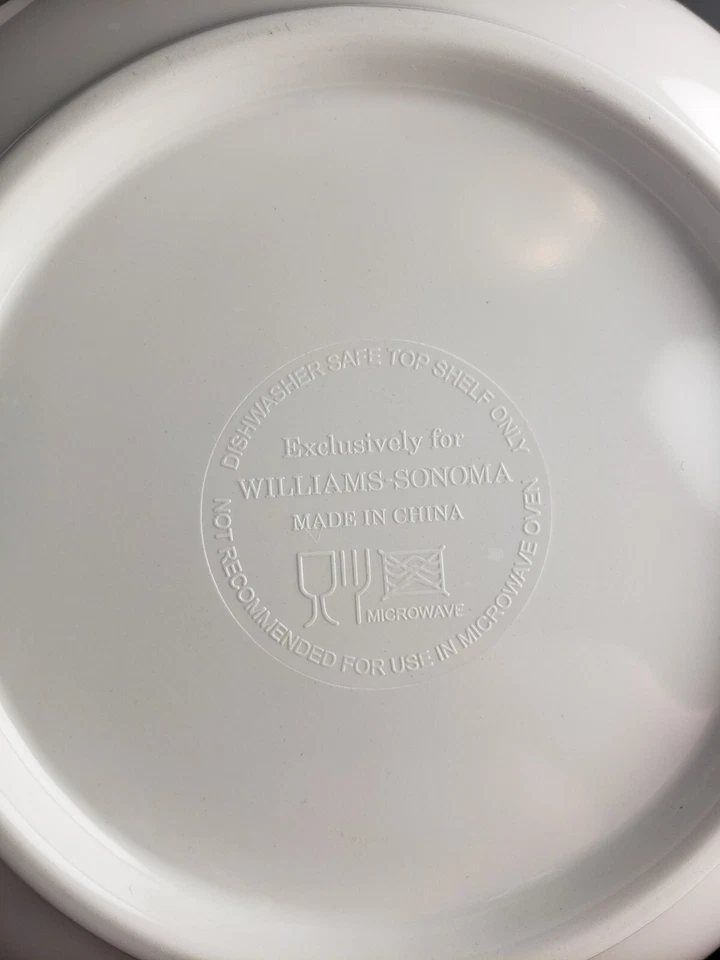 DISHWASHER SAFE TOP SHELF ONLY
Exclusively for
WILLIAMS-SONOMA
MADE IN CHINA
MICROWAVE
NOT RECOMMENDED FOR USE IN MICROWAVE OVEN